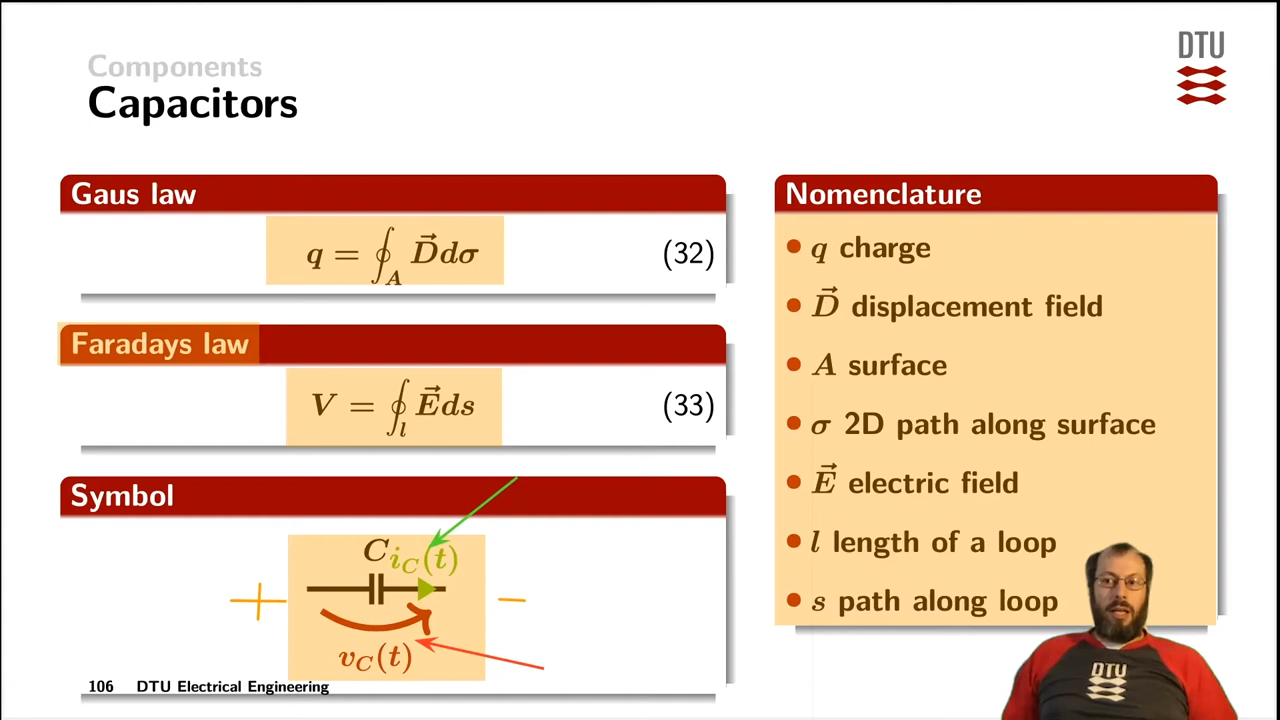 Components
Capacitors
DTU
Gaus law
q = ∮_A D⃗dσ (32)
Faradays law
V = ∮_l E⃗ds (33)
Symbol
C i_C(t)
+ −
v_C(t)
Nomenclature
• q charge
• D⃗ displacement field
• A surface
• σ 2D path along surface
• E⃗ electric field
• l length of a loop
• s path along loop
DTU
106 DTU Electrical Engineering